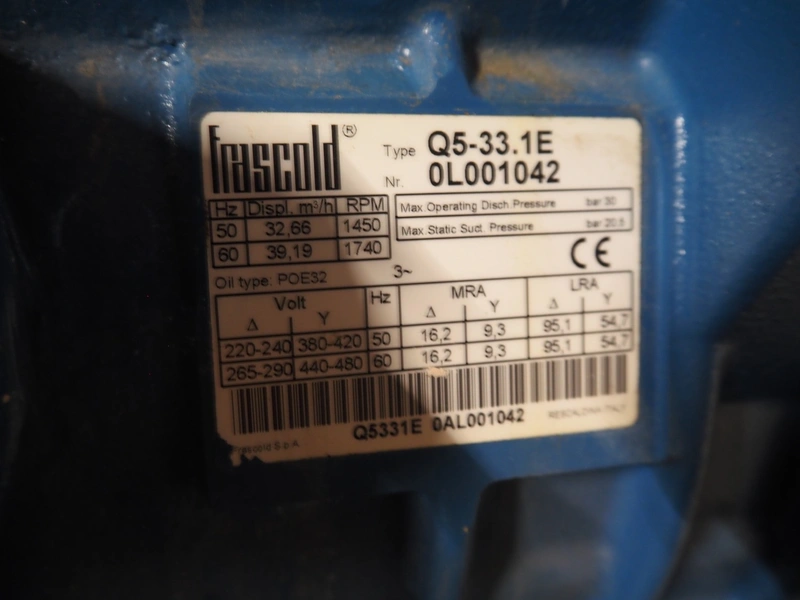 frascold®
Type Q5-33.1E
Nr. 0L001042
Hz Displ. m³/h RPM
50 32,66 1450
60 39,19 1740
Max.Operating Disch.Pressure bar 30
Max.Static Suct. Pressure bar 20.5
CE
Oil type: POE32 3~
Volt Hz MRA LRA
Δ Y Δ Y Δ Y
220-240 380-420 50 16,2 9,3 95,1 54,7
265-290 440-480 60 16,2 9,3 95,1 54,7
Q5331E 0AL001042
Frascold S.p.A. RESCALDINA ITALY